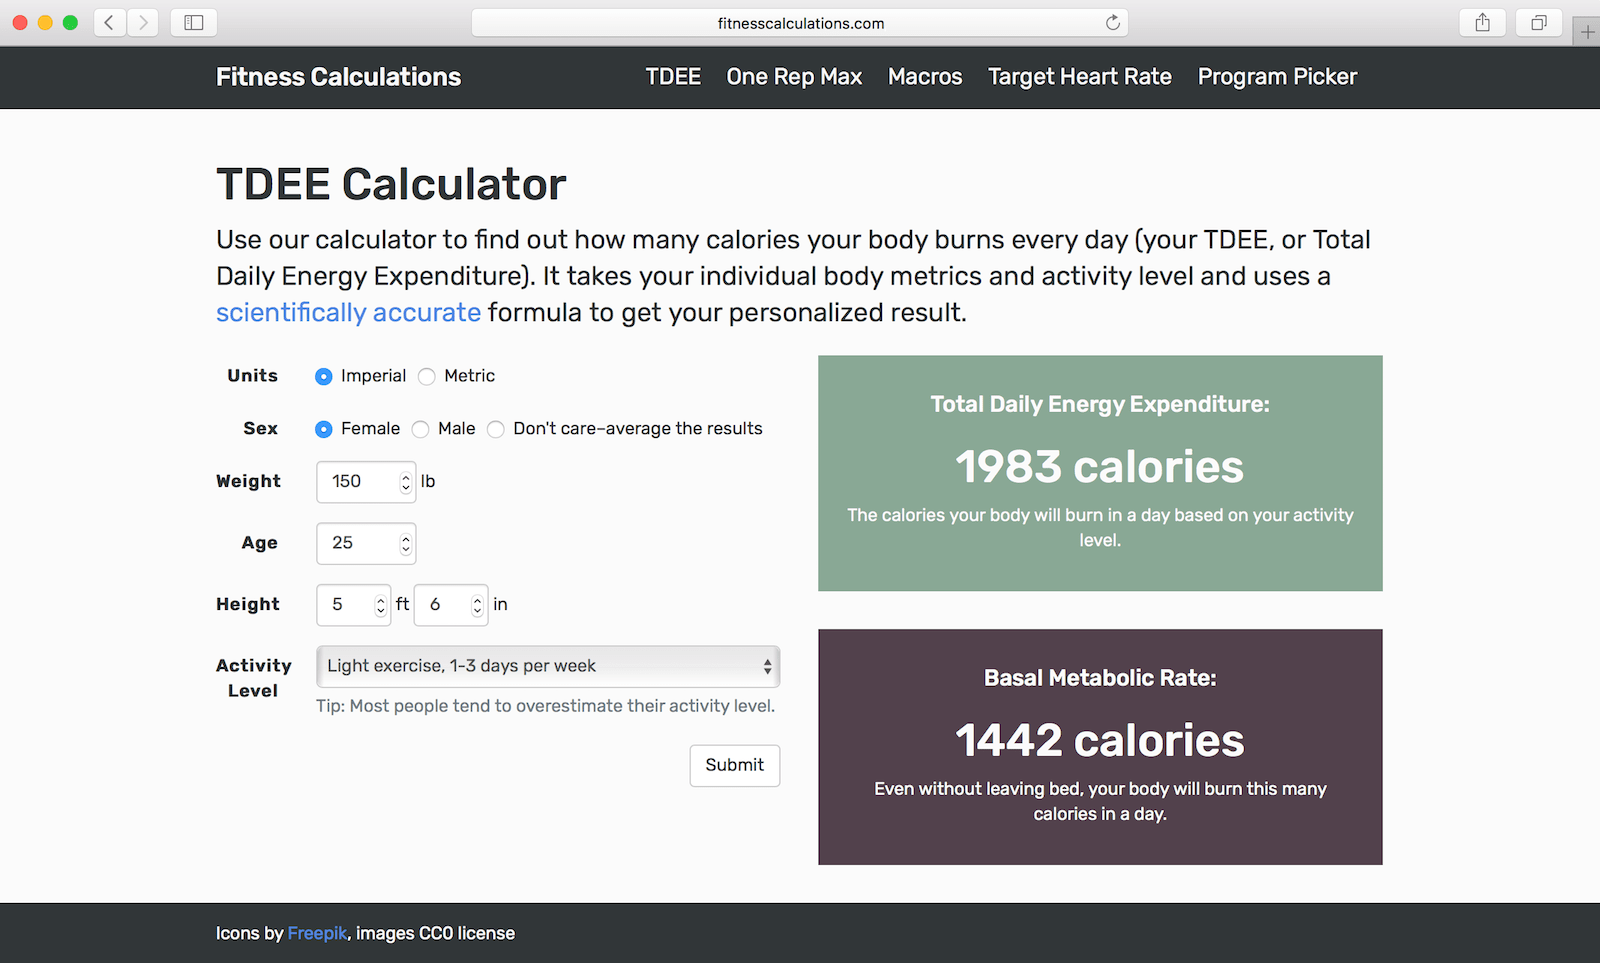 fitnesscalculations.com
Fitness Calculations TDEE One Rep Max Macros Target Heart Rate Program Picker
TDEE Calculator
Use our calculator to find out how many calories your body burns every day (your TDEE, or Total
Daily Energy Expenditure). It takes your individual body metrics and activity level and uses a
scientifically accurate formula to get your personalized result.
Units Imperial Metric
Sex Female Male Don't care–average the results
Weight 150 lb
Age 25
Height 5 ft 6 in
Activity
Level
Light exercise, 1-3 days per week
Tip: Most people tend to overestimate their activity level.
Submit
Total Daily Energy Expenditure:
1983 calories
The calories your body will burn in a day based on your activity
level.
Basal Metabolic Rate:
1442 calories
Even without leaving bed, your body will burn this many
calories in a day.
Icons by Freepik, images CC0 license